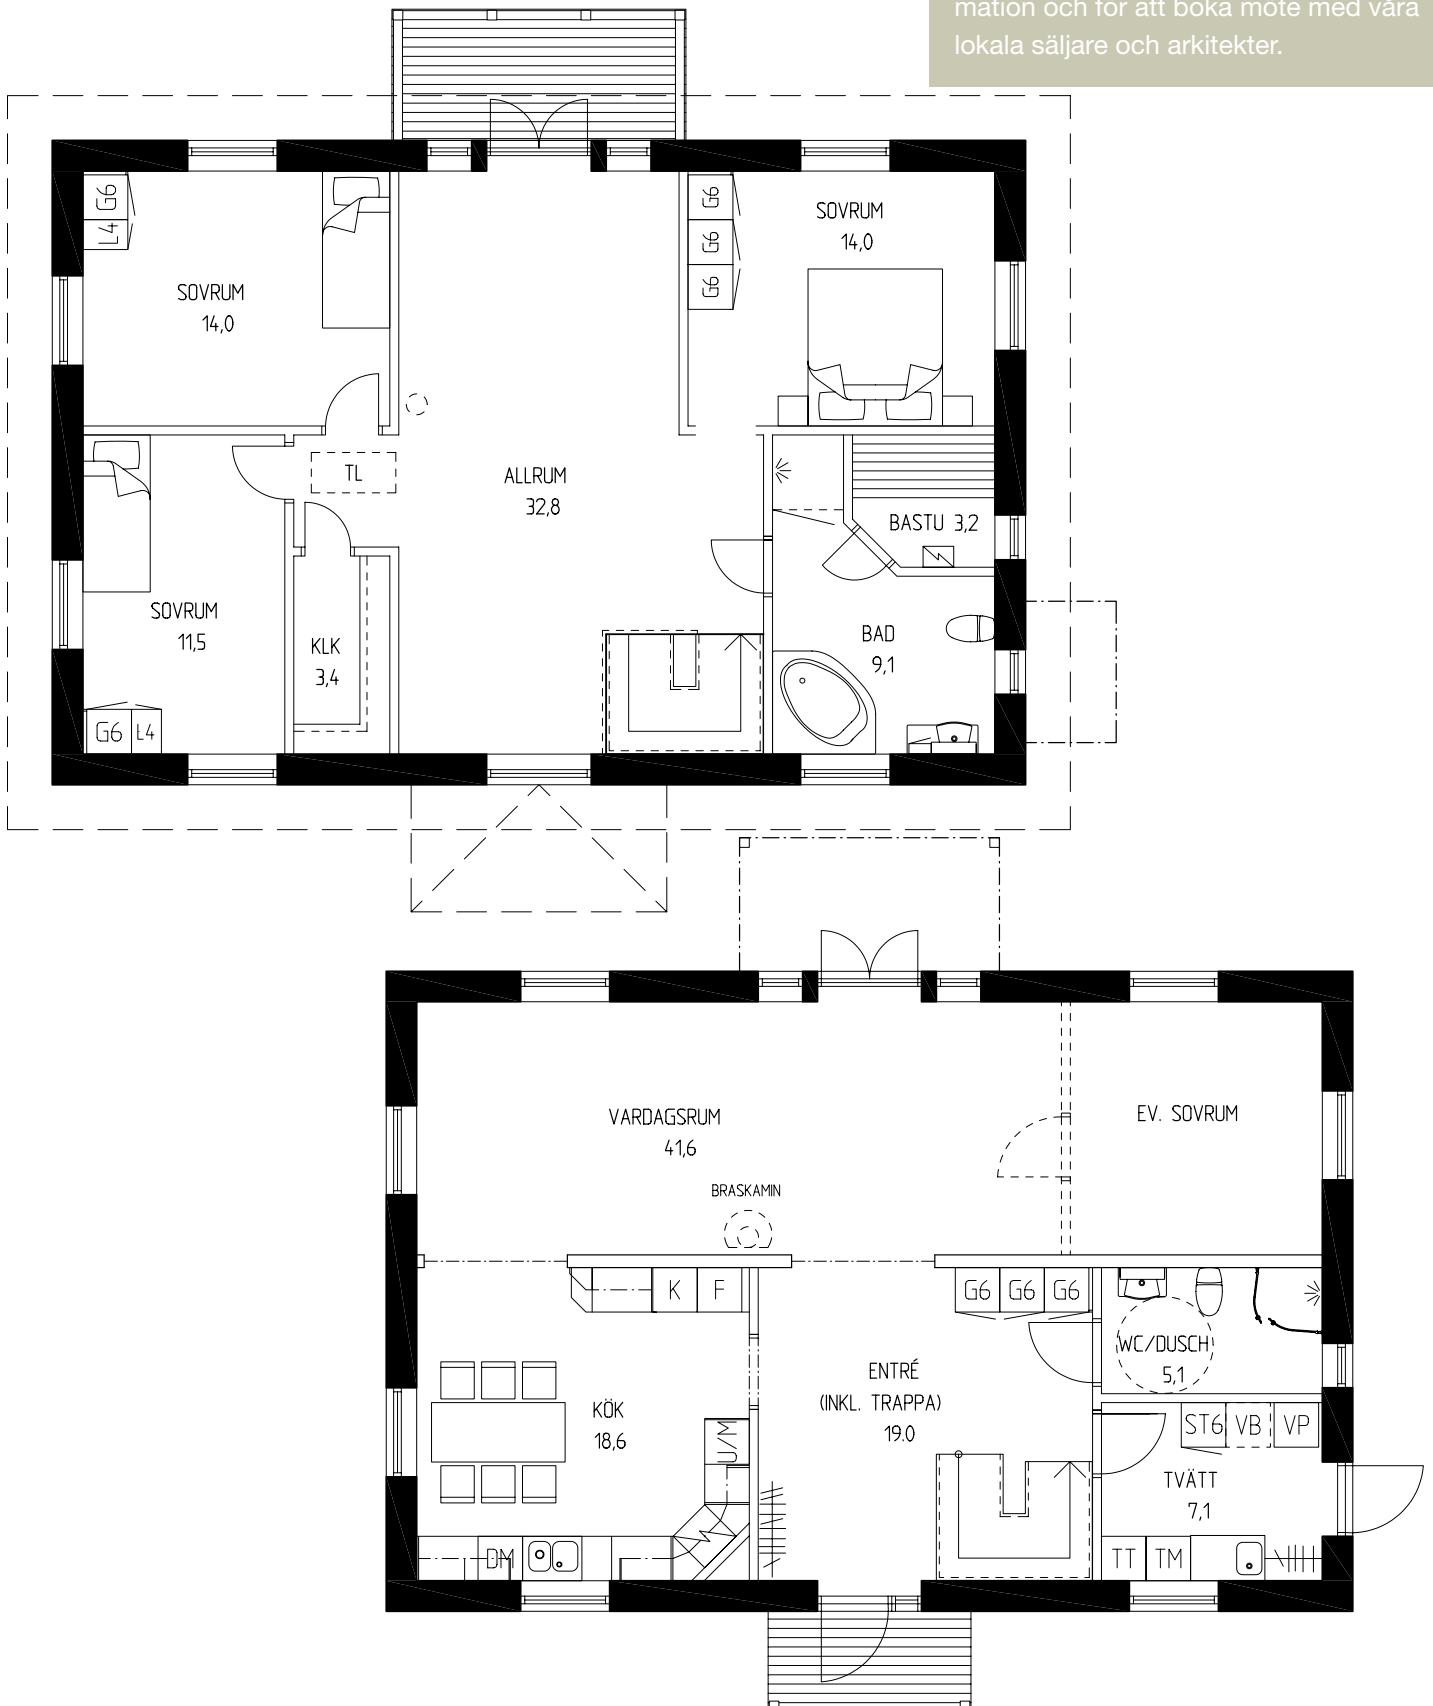 mation och för att boka möte med våra
lokala säljare och arkitekter.
G6
L4
SOVRUM
14,0
G6
G6
G6
SOVRUM
14,0
TL
ALLRUM
32,8
BASTU 3,2
SOVRUM
11,5
KLK
3,4
BAD
9,1
G6 L4
VARDAGSRUM
41,6
EV. SOVRUM
BRASKAMIN
K F
G6 G6 G6
WC/DUSCH
5,1
ENTRÉ
(INKL. TRAPPA)
19.0
KÖK
18,6
U/M
ST6 VB VP
TVÄTT
7,1
DM
TT TM